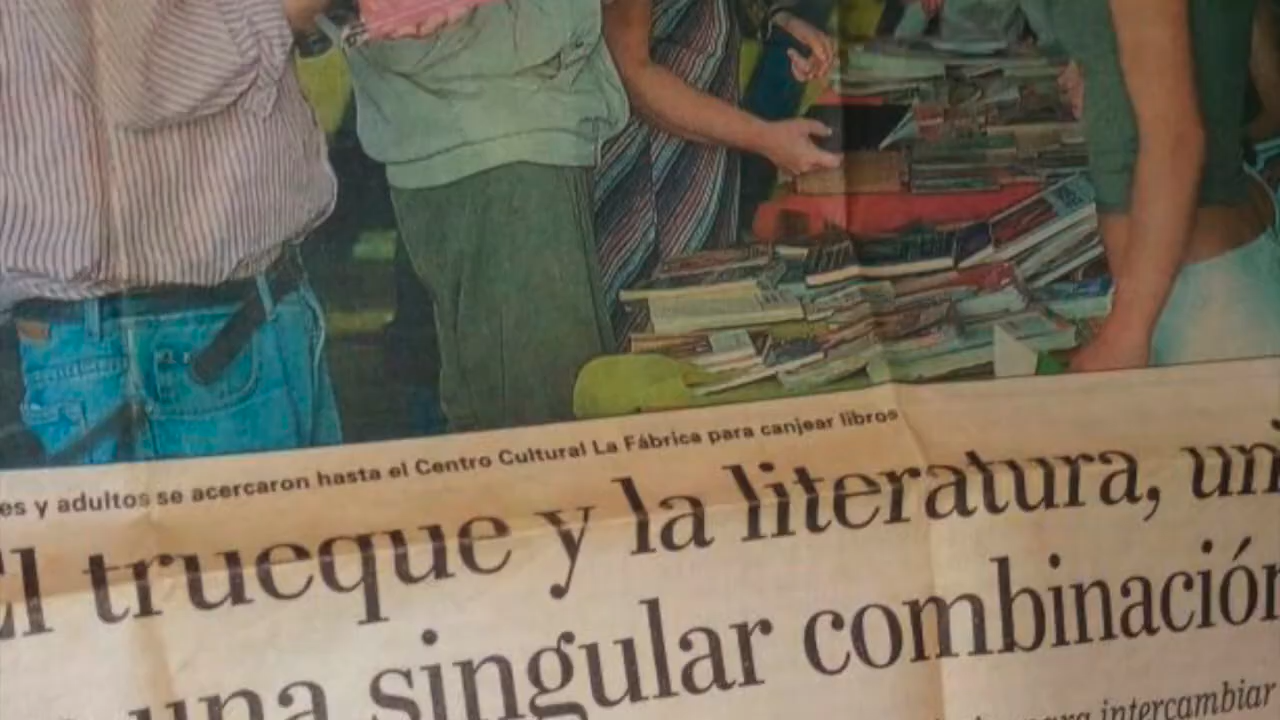 es y adultos se acercaron hasta el Centro Cultural La Fábrica para canjear libros
El trueque y la literatura, un
una singular combinación
para intercambiar